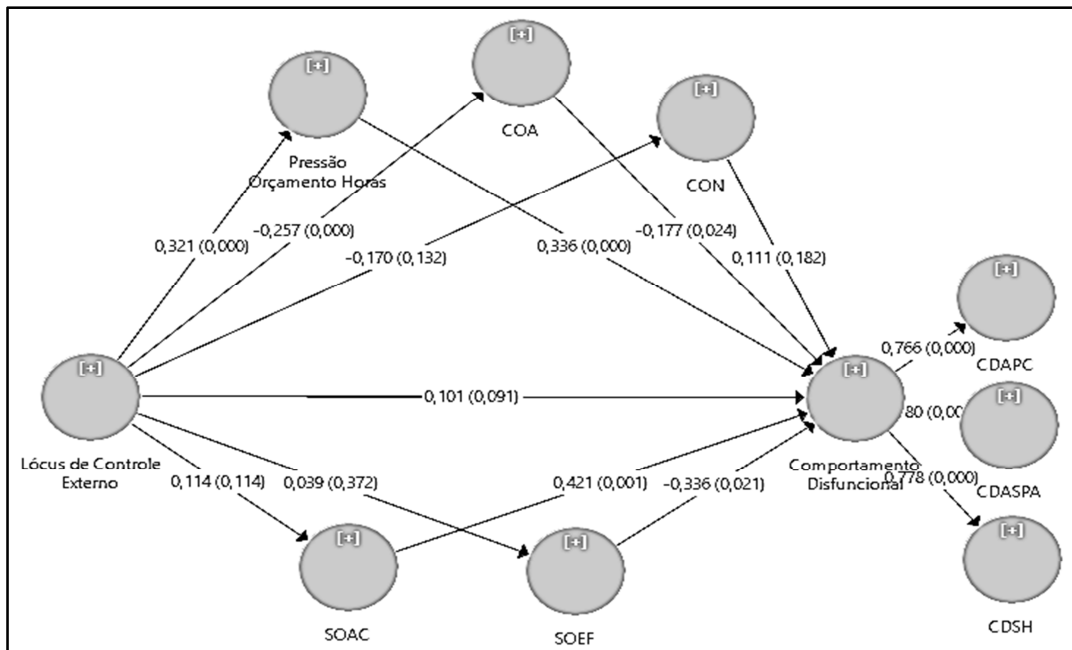 [+]
[+]
[+]
COA
Pressão
Orçamento Horas
CON
0,321 (0,000)
-0,257 (0,000)
-0,170 (0,132)
0,336 (0,000)
-0,177 (0,024)
0,111 (0,182)
[+]
[+]
[+]
[+]
[+]
0,766 (0,000)
CDAPC
0,101 (0,091)
Lócus de Controle
Externo
Comportamento
Disfuncional
CDASPA
0,114 (0,114)
0,039 (0,372)
0,421 (0,001)
-0,336 (0,021)
0,778 (0,000)
[+]
[+]
SOAC
SOEF
CDSH